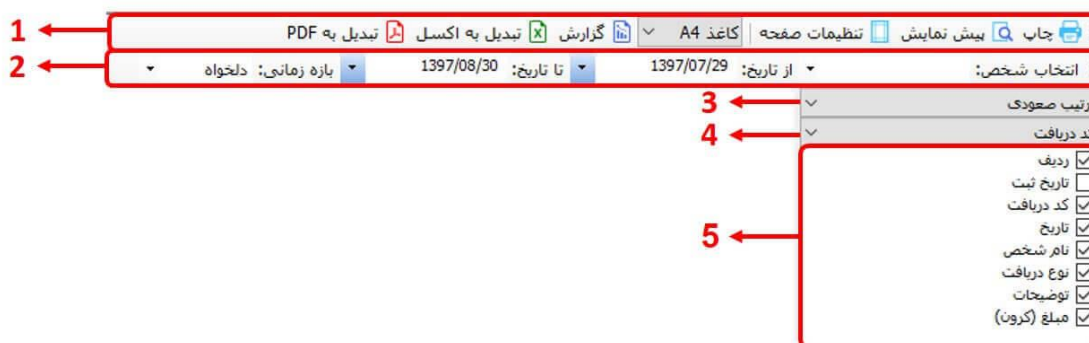 چاپ پیش نمایش تنظیمات صفحه کاغذ A4 گزارش تبدیل به اکسل تبدیل به PDF 1
انتخاب شخص: از تاریخ: 1397/07/29 تا تاریخ: 1397/08/30 بازه زمانی: دلخواه 2
صعودی 3
دریافت 4
ردیف
تاریخ ثبت
کد دریافت
تاریخ
نام شخص 5
نوع دریافت
توضیحات
مبلغ (کرون)